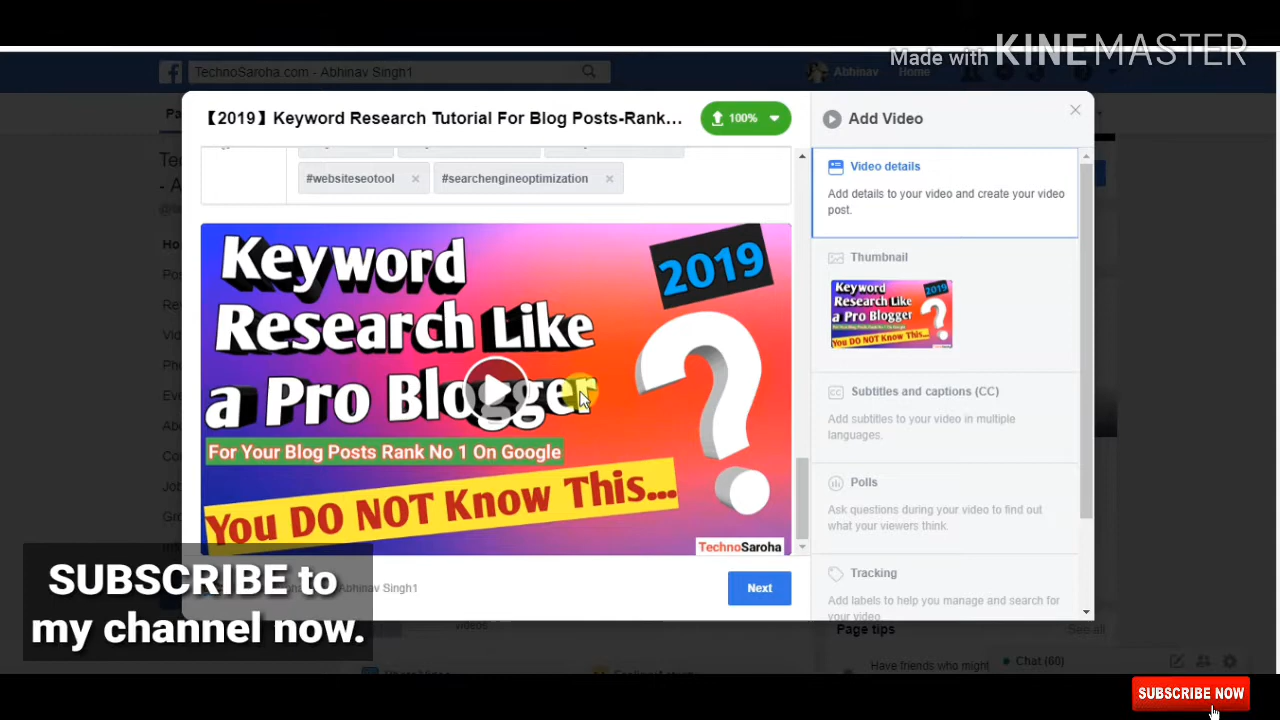 Made with KINEMASTER
TechnoSaroha.com - Abhinav Singh1
Abhinav
Home
【2019】Keyword Research Tutorial For Blog Posts-Rank...
100%
Add Video
#websiteseotool ×
#searchengineoptimization ×
Video details
Add details to your video and create your video
post.
Thumbnail
Keyword
Research Like
a Pro Blogger
2019
You DO NOT Know This...
Keyword
Research Like
a Pro Blogger
2019
?
For Your Blog Posts Rank No 1 On Google
You DO NOT Know This...
TechnoSaroha
Subtitles and captions (CC)
Add subtitles to your video in multiple
languages.
Polls
Ask questions during your video to find out
what your viewers think.
Tracking
Add labels to help you manage and search for
your video
Abhinav Singh1
Next
SUBSCRIBE to
my channel now.
Page tips
See all
Have friends who might
Chat (60)
SUBSCRIBE NOW